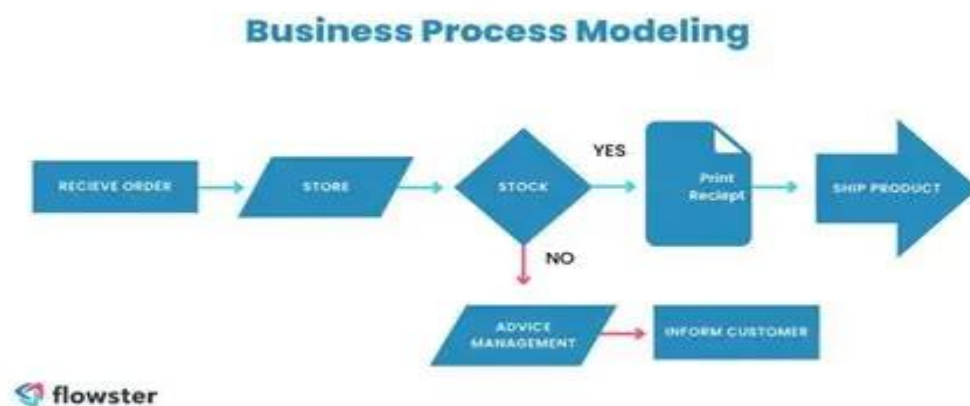 Business Process Modeling
RECIEVE ORDER
STORE
STOCK
YES
Print
Reciept
SHIP PRODUCT
NO
ADVICE
MANAGEMENT
INFORM CUSTOMER
flowster